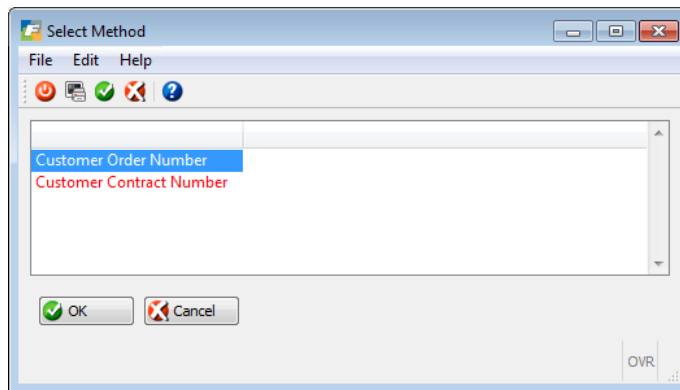 Select Method
File Edit Help
Customer Order Number
Customer Contract Number
OK Cancel
OVR